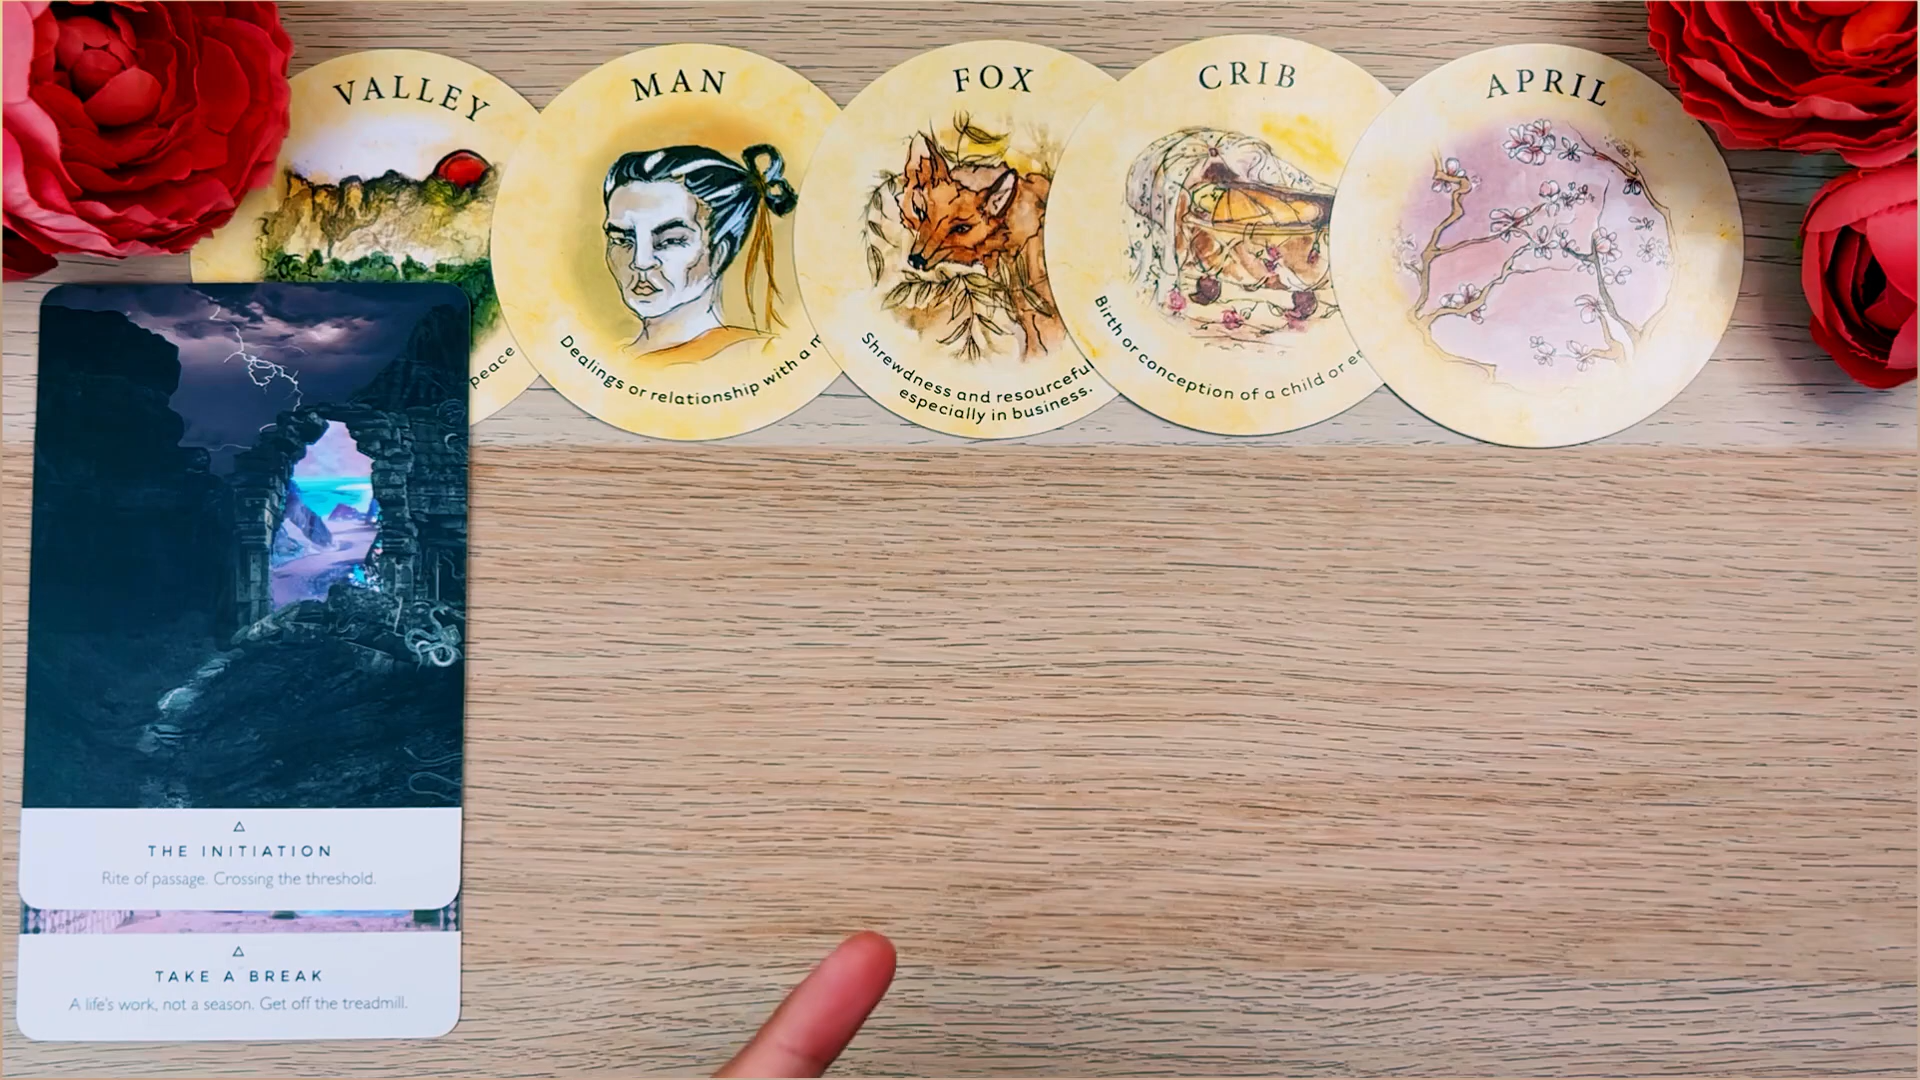 VALLEY
MAN
FOX
CRIB
APRIL
peace
Dealings or relationship with a
Shrewdness and
especially in business.
Birth or conception of a child or
THE INITIATION
Rite of passage. Crossing the threshold.
TAKE A BREAK
A life's work, not a season. Get off the treadmill.